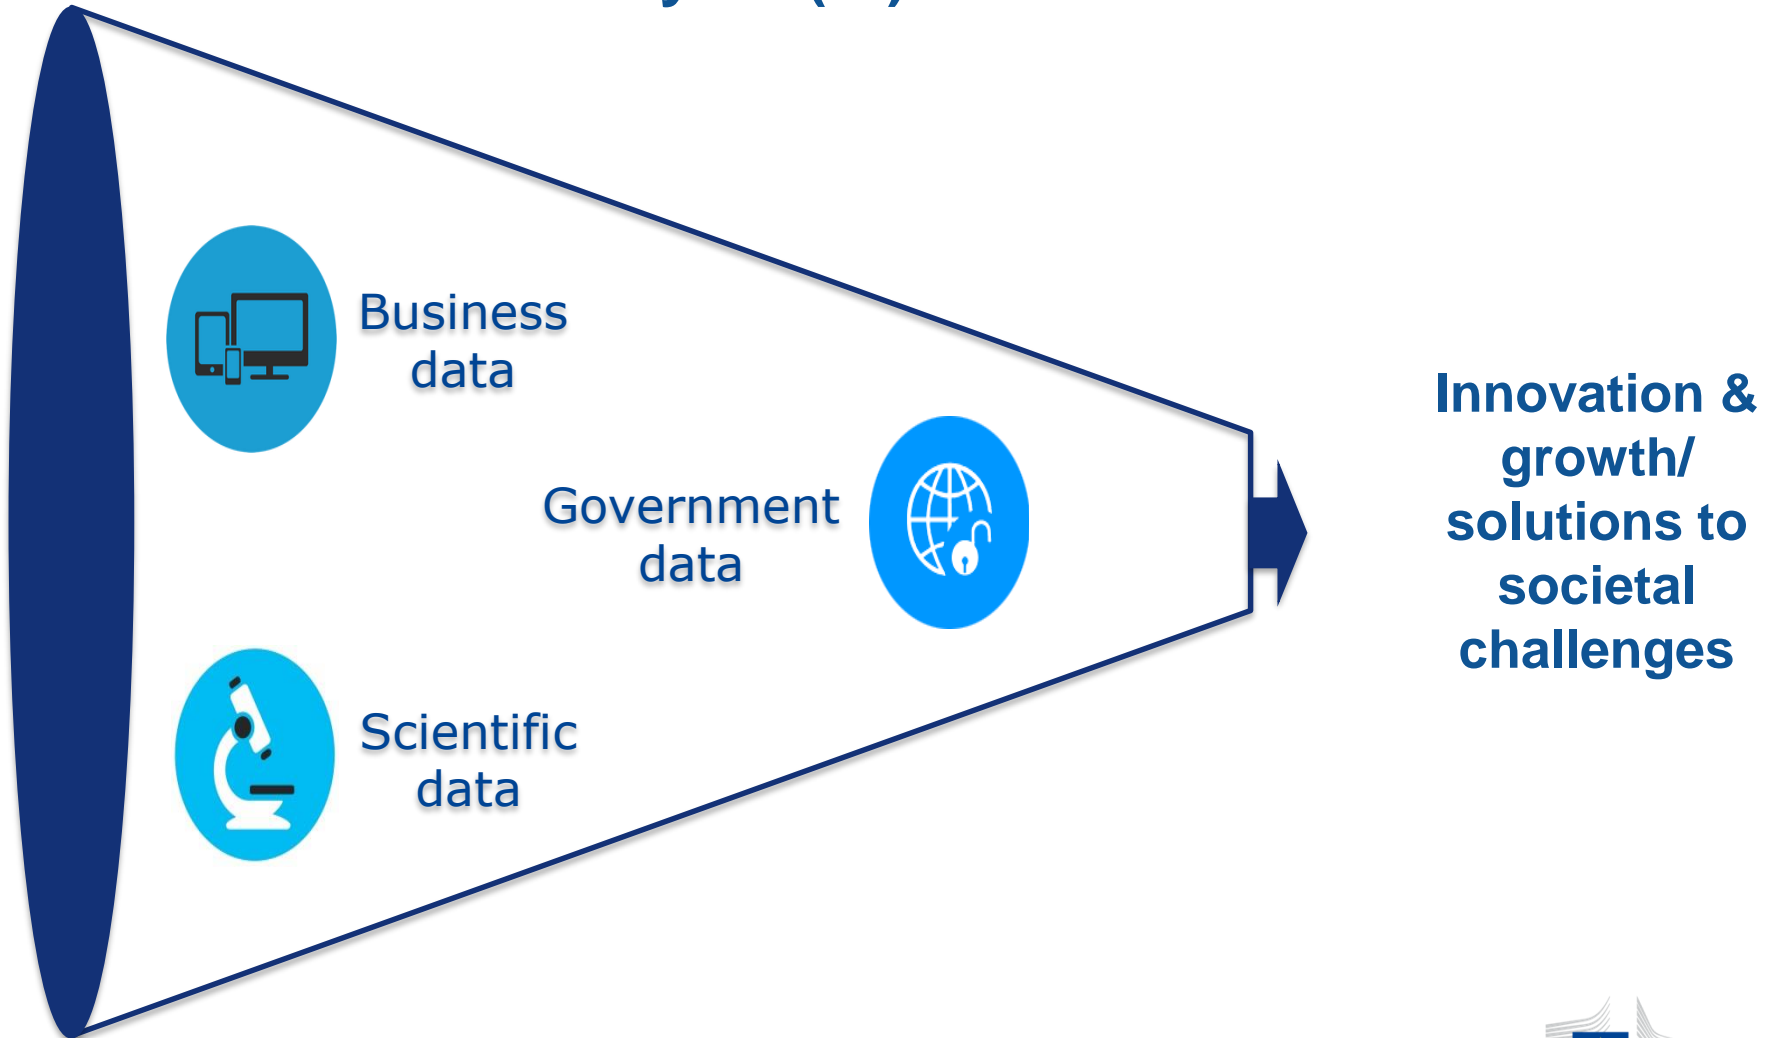 Business
data
Government
data
Scientific
data
Innovation &
growth/
solutions to
societal
challenges